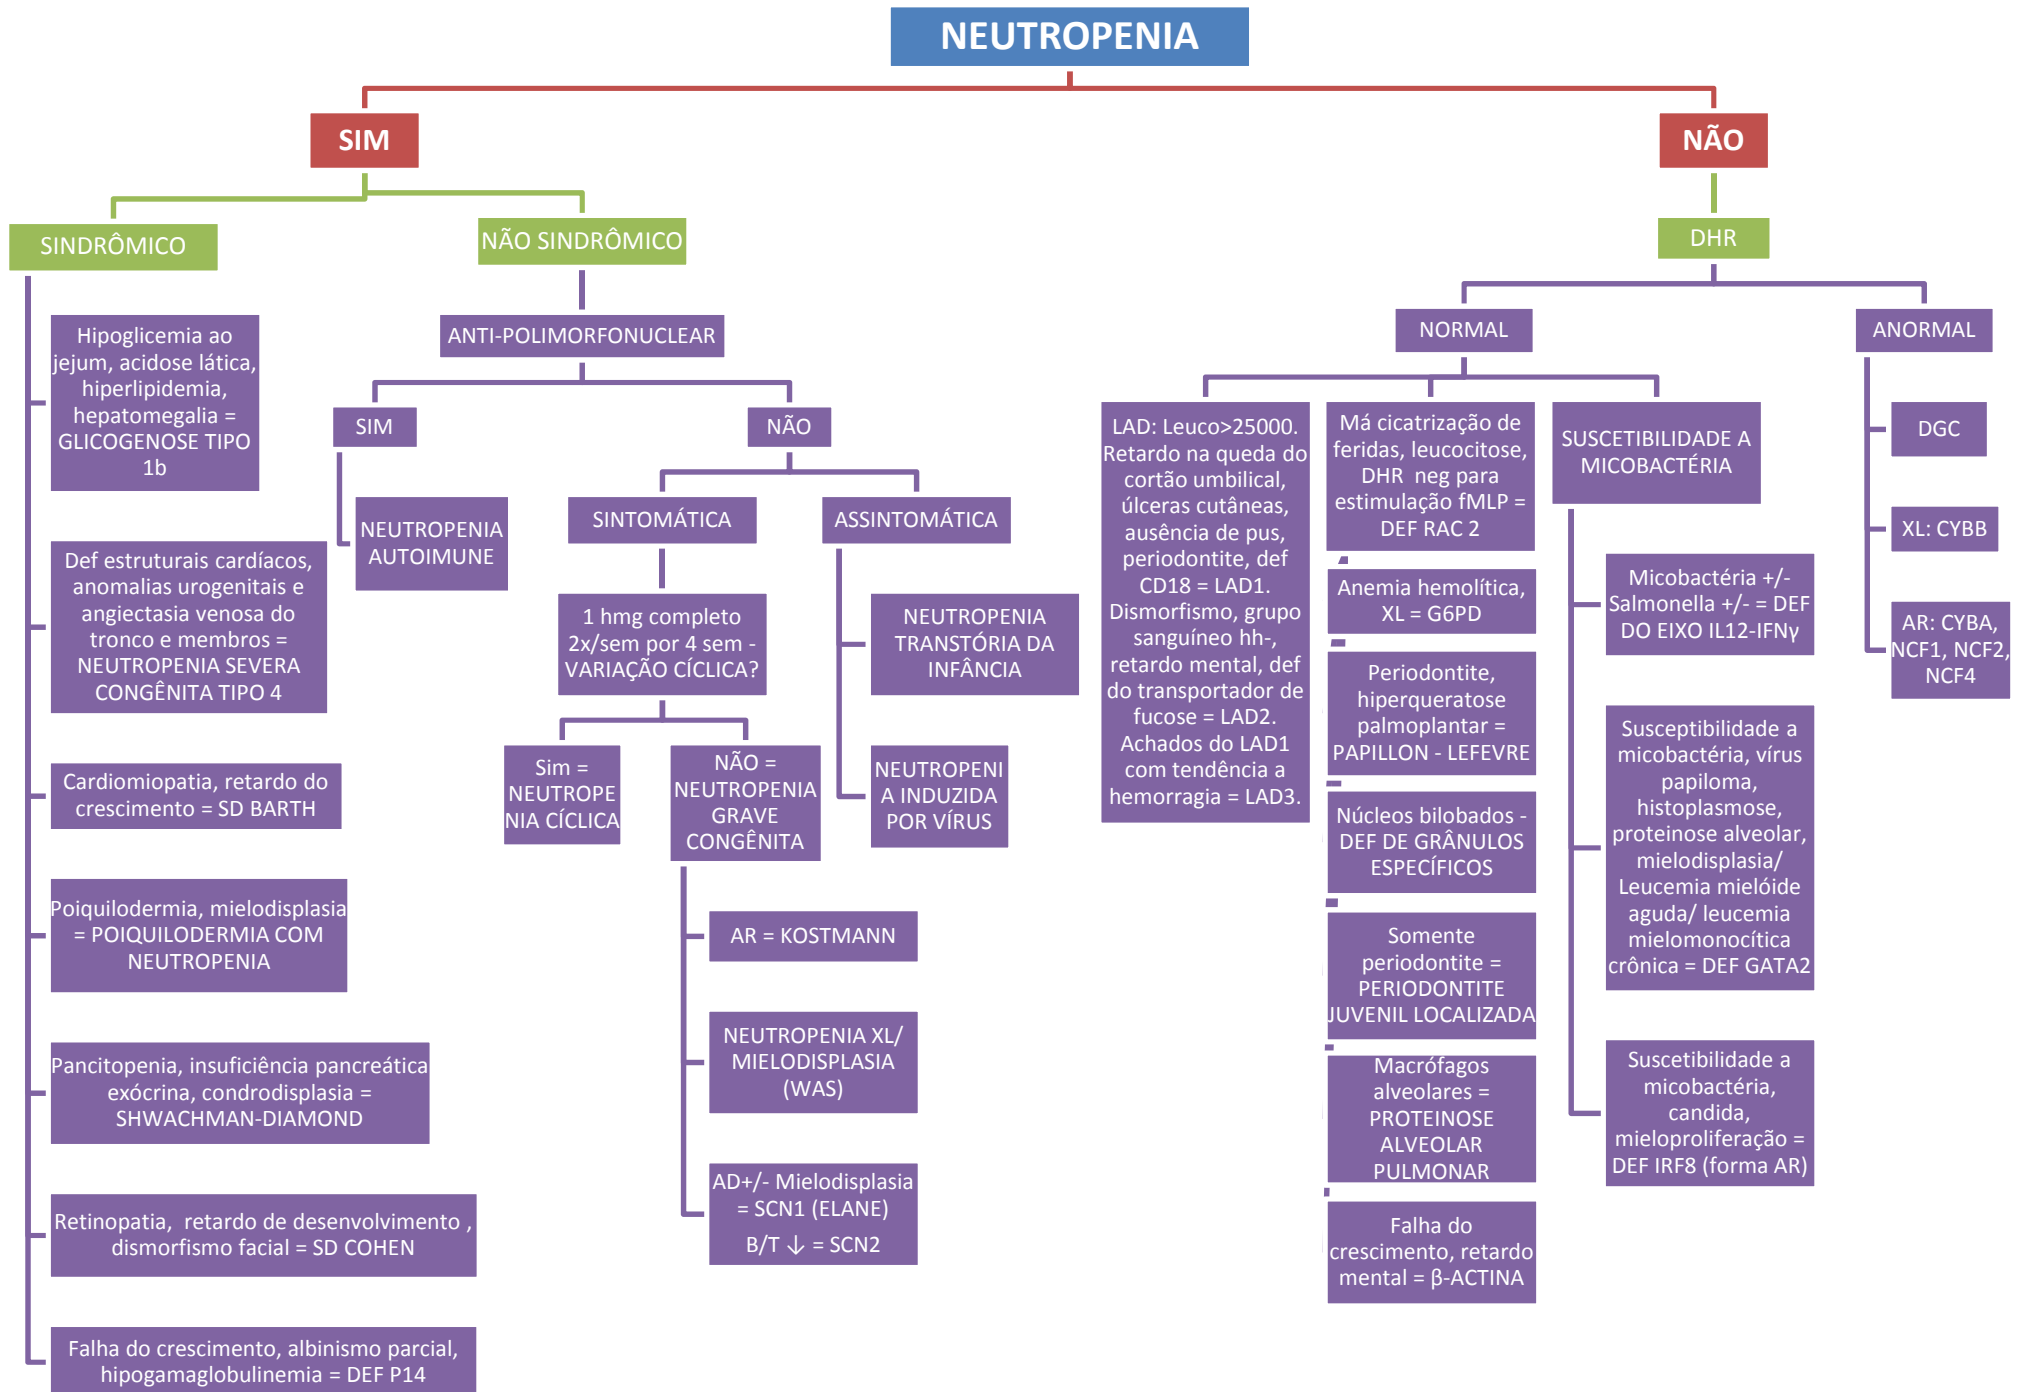 NEUTROPENIA
SIM
NÃO
SINDRÔMICO
NÃO SINDRÔMICO
DHR
Hipoglicemia ao
jejum, acidose lática,
hiperlipidemia,
hepatomegalia =
GLICOGENOSE TIPO
1b
Def estruturais cardíacos,
anomalias urogenitais e
angiectasia venosa do
tronco e membros =
NEUTROPENIA SEVERA
CONGÊNITA TIPO 4
Cardiomiopatia, retardo do
crescimento = SD BARTH
Poiquilodermia, mielodisplasia
= POIQUILODERMIA COM
NEUTROPENIA
Pancitopenia, insuficiência pancreática
exócrina, condrodisplasia =
SHWACHMAN-DIAMOND
Retinopatia, retardo de desenvolvimento ,
dismorfismo facial = SD COHEN
Falha do crescimento, albinismo parcial,
hipogamaglobulinemia = DEF P14
ANTI-POLIMORFONUCLEAR
SIM
NÃO
NEUTROPENIA
AUTOIMUNE
SINTOMÁTICA
ASSINTOMÁTICA
1 hmg completo
2x/sem por 4 sem -
VARIAÇÃO CÍCLICA?
Sim =
NEUTROPE
NIA CÍCLICA
NÃO =
NEUTROPENIA
GRAVE
CONGÊNITA
AR = KOSTMANN
NEUTROPENIA XL/
MIELODISPLASIA
(WAS)
AD+/- Mielodisplasia
= SCN1 (ELANE)
B/T ↓ = SCN2
NEUTROPENIA
TRANSTÓRIA DA
INFÂNCIA
NEUTROPENI
A INDUZIDA
POR VÍRUS
NORMAL
ANORMAL
LAD: Leuco>25000.
Retardo na queda do
cortão umbilical,
úlceras cutâneas,
ausência de pus,
periodontite, def
CD18 = LAD1.
Dismorfismo, grupo
sanguíneo hh-,
retardo mental, def
do transportador de
fucose = LAD2.
Achados do LAD1
com tendência a
hemorragia = LAD3.
Má cicatrização de
feridas, leucocitose,
DHR neg para
estimulação fMLP =
DEF RAC 2
Anemia hemolítica,
XL = G6PD
Periodontite,
hiperqueratose
palmoplantar =
PAPILLON - LEFEVRE
Núcleos bilobados -
DEF DE GRÂNULOS
ESPECÍFICOS
Somente
periodontite =
PERIODONTITE
JUVENIL LOCALIZADA
Macrófagos
alveolares =
PROTEINOSE
ALVEOLAR
PULMONAR
Falha do
crescimento, retardo
mental = β-ACTINA
SUSCETIBILIDADE A
MICOBACTÉRIA
Micobactéria +/-
Salmonella +/- = DEF
DO EIXO IL12-IFNγ
Susceptibilidade a
micobactéria, vírus
papiloma,
histoplasmose,
proteinose alveolar,
mielodisplasia/
Leucemia mielóide
aguda/ leucemia
mielomonocítica
crônica = DEF GATA2
Suscetibilidade a
micobactéria,
candida,
mieloproliferação =
DEF IRF8 (forma AR)
DGC
XL: CYBB
AR: CYBA,
NCF1, NCF2,
NCF4